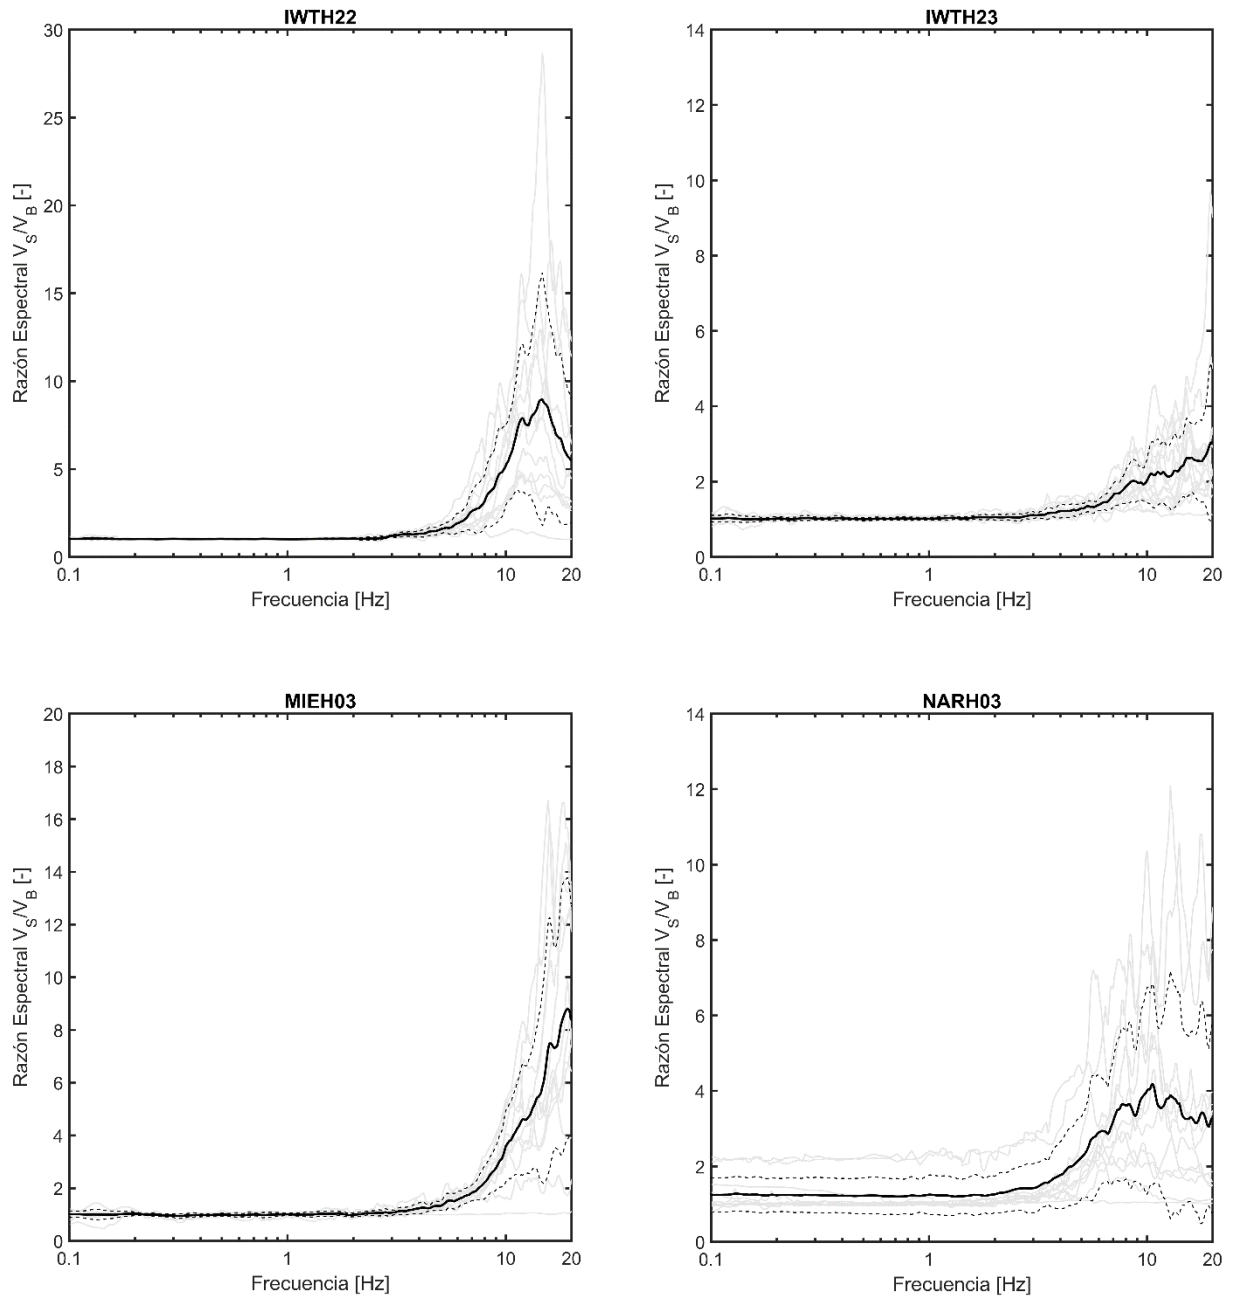 IWTH22
30
25
20
15
10
5
0
0.1 1 10 20
Razón Espectral V_S/V_B [-]
Frecuencia [Hz]
IWTH23
14
12
10
8
6
4
2
0
0.1 1 10 20
Razón Espectral V_S/V_B [-]
Frecuencia [Hz]
MIEH03
20
18
16
14
12
10
8
6
4
2
0
0.1 1 10 20
Razón Espectral V_S/V_B [-]
Frecuencia [Hz]
NARH03
14
12
10
8
6
4
2
0
0.1 1 10 20
Razón Espectral V_S/V_B [-]
Frecuencia [Hz]